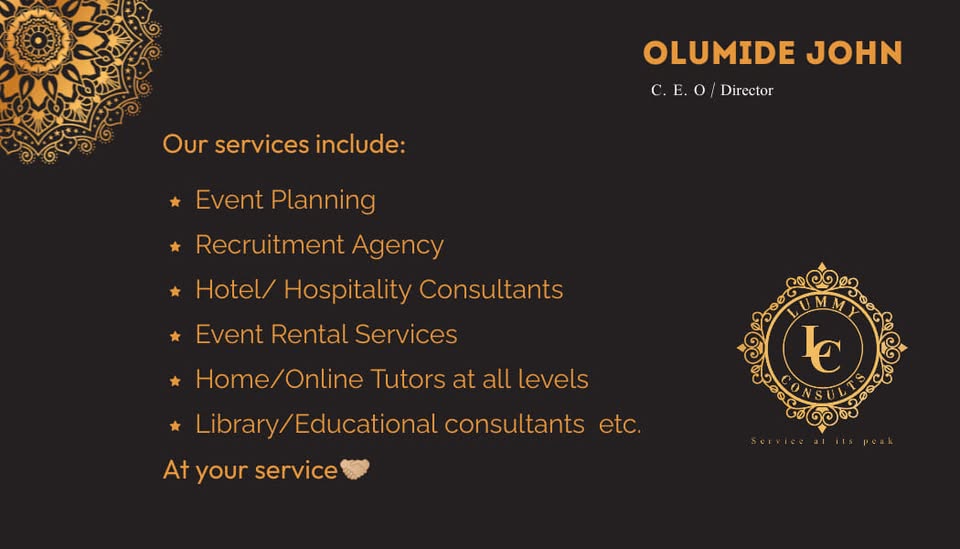 OLUMIDE JOHN
C. E. O / Director
Our services include:
Event Planning
Recruitment Agency
Hotel/ Hospitality Consultants
Event Rental Services
Home/Online Tutors at all levels
Library/Educational consultants  etc.
At your service🤝
LUMMY
LC
CONSULTS
Service at its peak